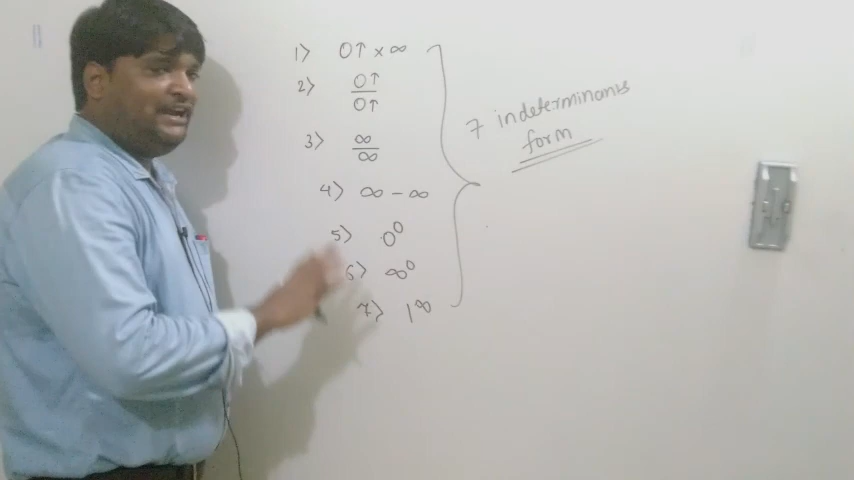 1> 0↑ × ∞
2> 0↑/0↑
3> ∞/∞
4> ∞ - ∞
5> 0⁰
6> ∞⁰
7> 1^∞
7 indeterminants
form